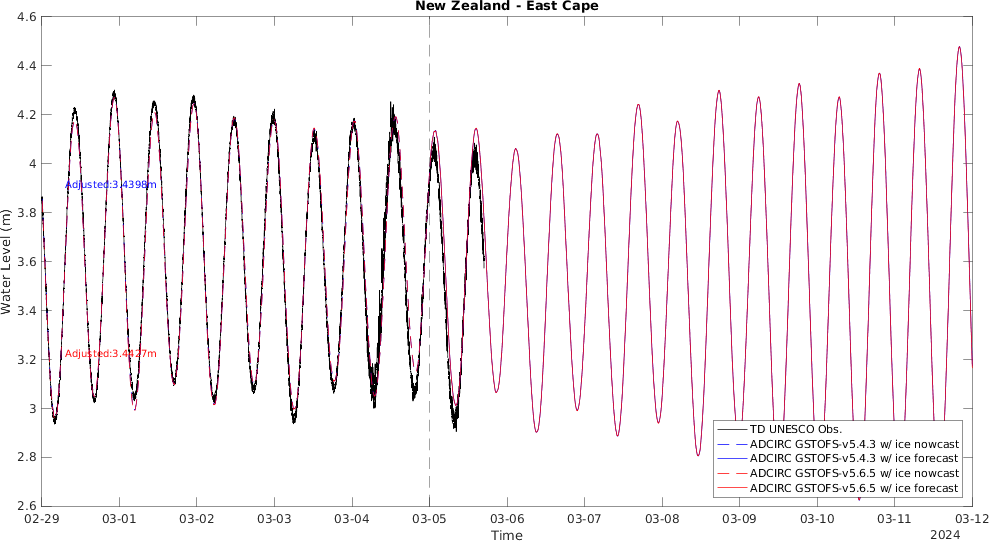 New Zealand - East Cape
4.6
4.4
4.2
4
3.8
3.6
3.4
3.2
3
2.8
2.6
Water Level (m)
Adjusted:3.4398m
Adjusted:3.4427m
TD UNESCO Obs.
ADCIRC GSTOFS-v5.4.3 w/ ice nowcast
ADCIRC GSTOFS-v5.4.3 w/ ice forecast
ADCIRC GSTOFS-v5.6.5 w/ ice nowcast
ADCIRC GSTOFS-v5.6.5 w/ ice forecast
02-29 03-01 03-02 03-03 03-04 03-05 03-06 03-07 03-08 03-09 03-10 03-11 03-12
Time
2024